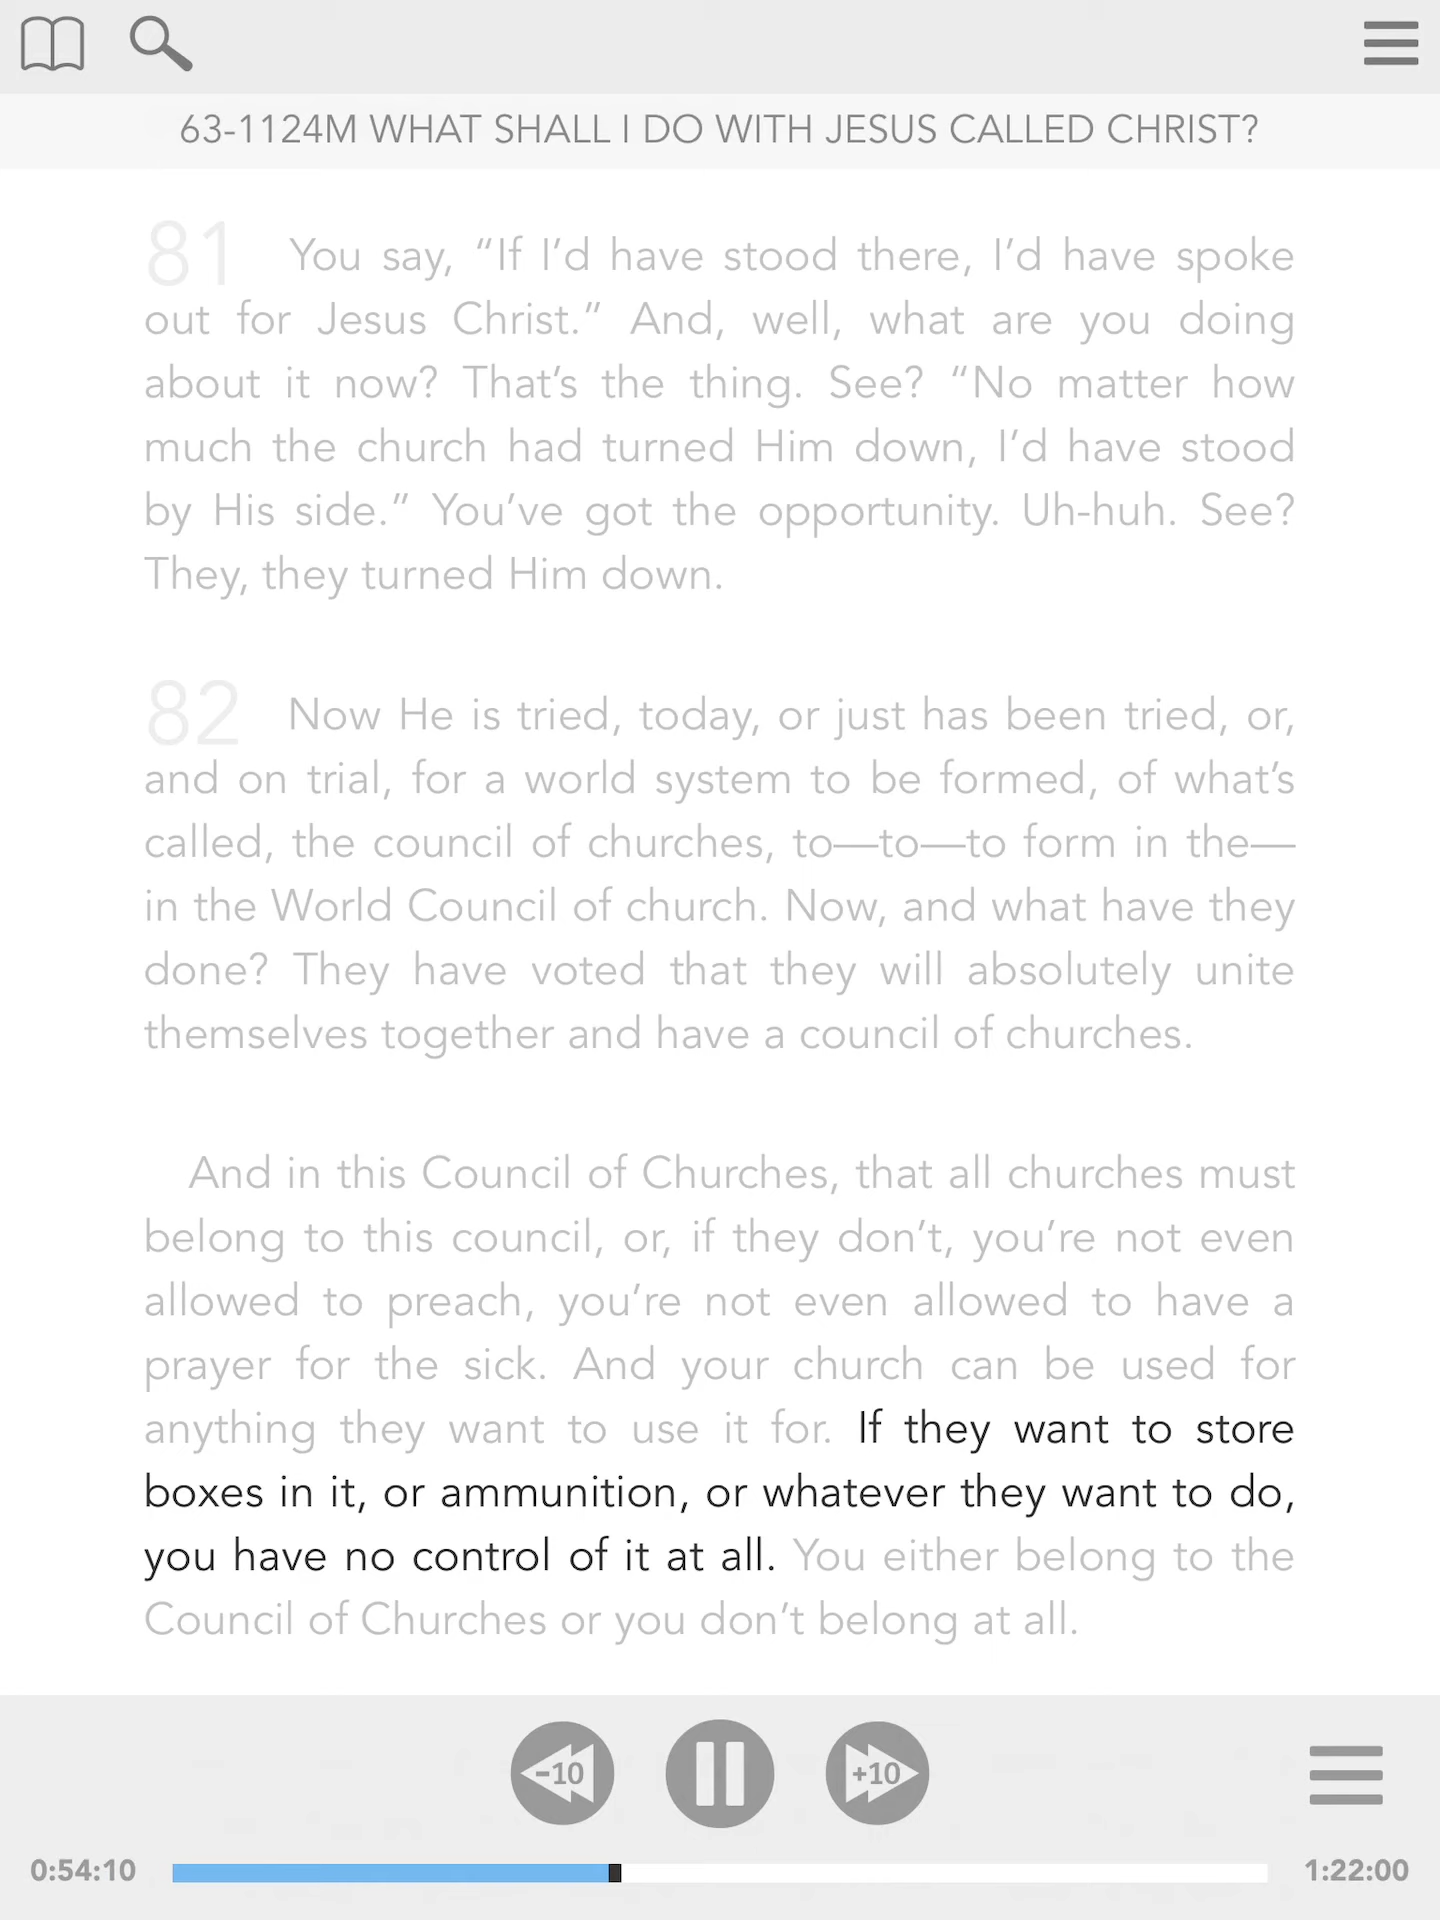 63-1124M WHAT SHALL I DO WITH JESUS CALLED CHRIST?
81 You say, “If I’d have stood there, I’d have spoke
out for Jesus Christ.” And, well, what are you doing
about it now? That’s the thing. See? “No matter how
much the church had turned Him down, I’d have stood
by His side.” You’ve got the opportunity. Uh-huh. See?
They, they turned Him down.
82 Now He is tried, today, or just has been tried, or,
and on trial, for a world system to be formed, of what’s
called, the council of churches, to—to—to form in the—
in the World Council of church. Now, and what have they
done? They have voted that they will absolutely unite
themselves together and have a council of churches.
And in this Council of Churches, that all churches must
belong to this council, or, if they don’t, you’re not even
allowed to preach, you’re not even allowed to have a
prayer for the sick. And your church can be used for
anything they want to use it for. If they want to store
boxes in it, or ammunition, or whatever they want to do,
you have no control of it at all. You either belong to the
Council of Churches or you don’t belong at all.
-10 +10
0:54:10 1:22:00